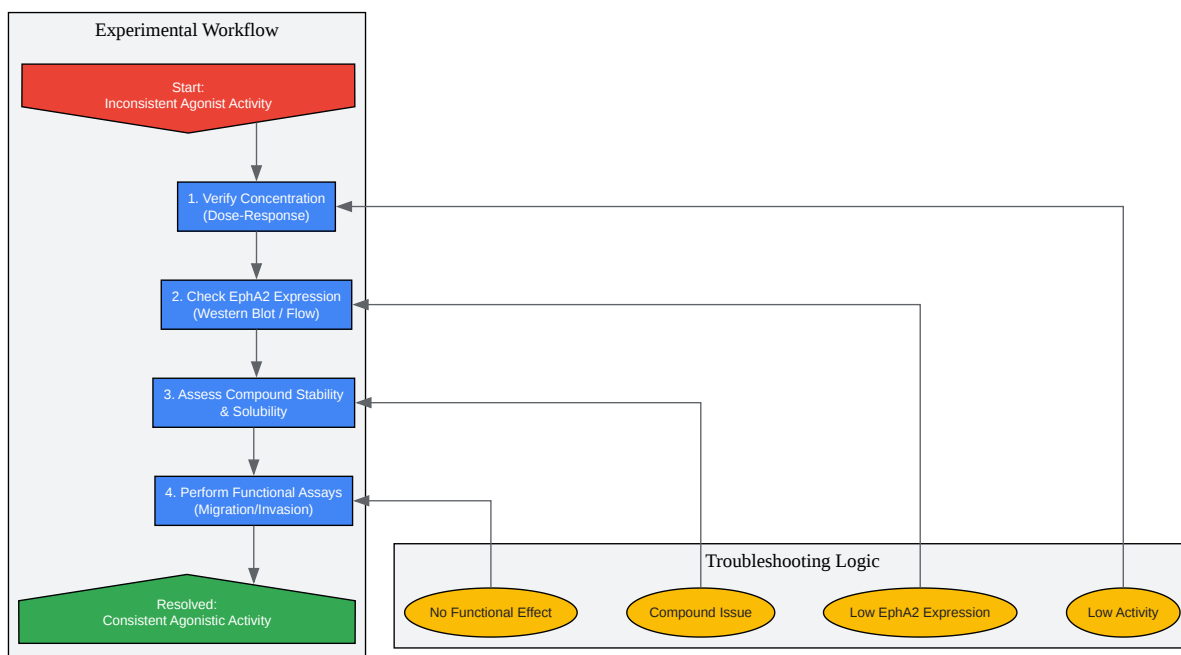 Experimental Workflow
Start:
Inconsistent Agonist Activity
1. Verify Concentration
(Dose-Response)
2. Check EphA2 Expression
(Western Blot / Flow)
3. Assess Compound Stability
& Solubility
4. Perform Functional Assays
(Migration/Invasion)
Resolved:
Consistent Agonistic Activity
Troubleshooting Logic
No Functional Effect
Compound Issue
Low EphA2 Expression
Low Activity